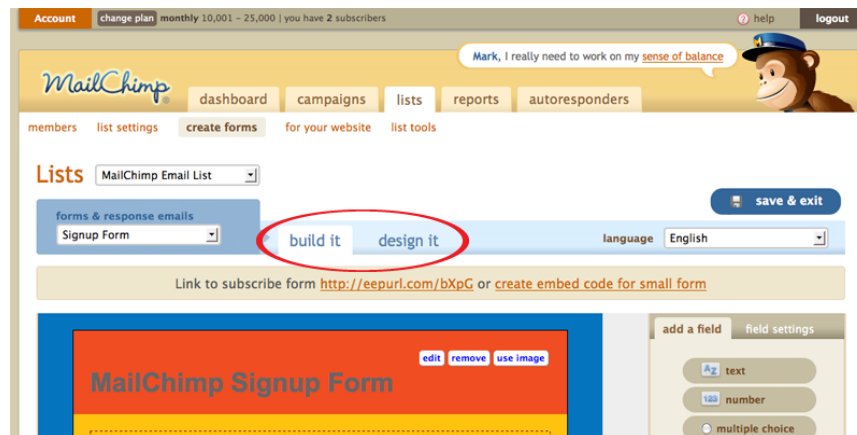 Account change plan monthly 10,001 - 25,000 | you have 2 subscribers help logout
Mark, I really need to work on my sense of balance
MailChimp
dashboard campaigns lists reports autoresponders
members list settings create forms for your website list tools
Lists MailChimp Email List
save & exit
forms & response emails
Signup Form build it design it language English
Link to subscribe form http://eepurl.com/bXpG or create embed code for small form
add a field field settings
edit remove use image
MailChimp Signup Form
AZ text
123 number
multiple choice